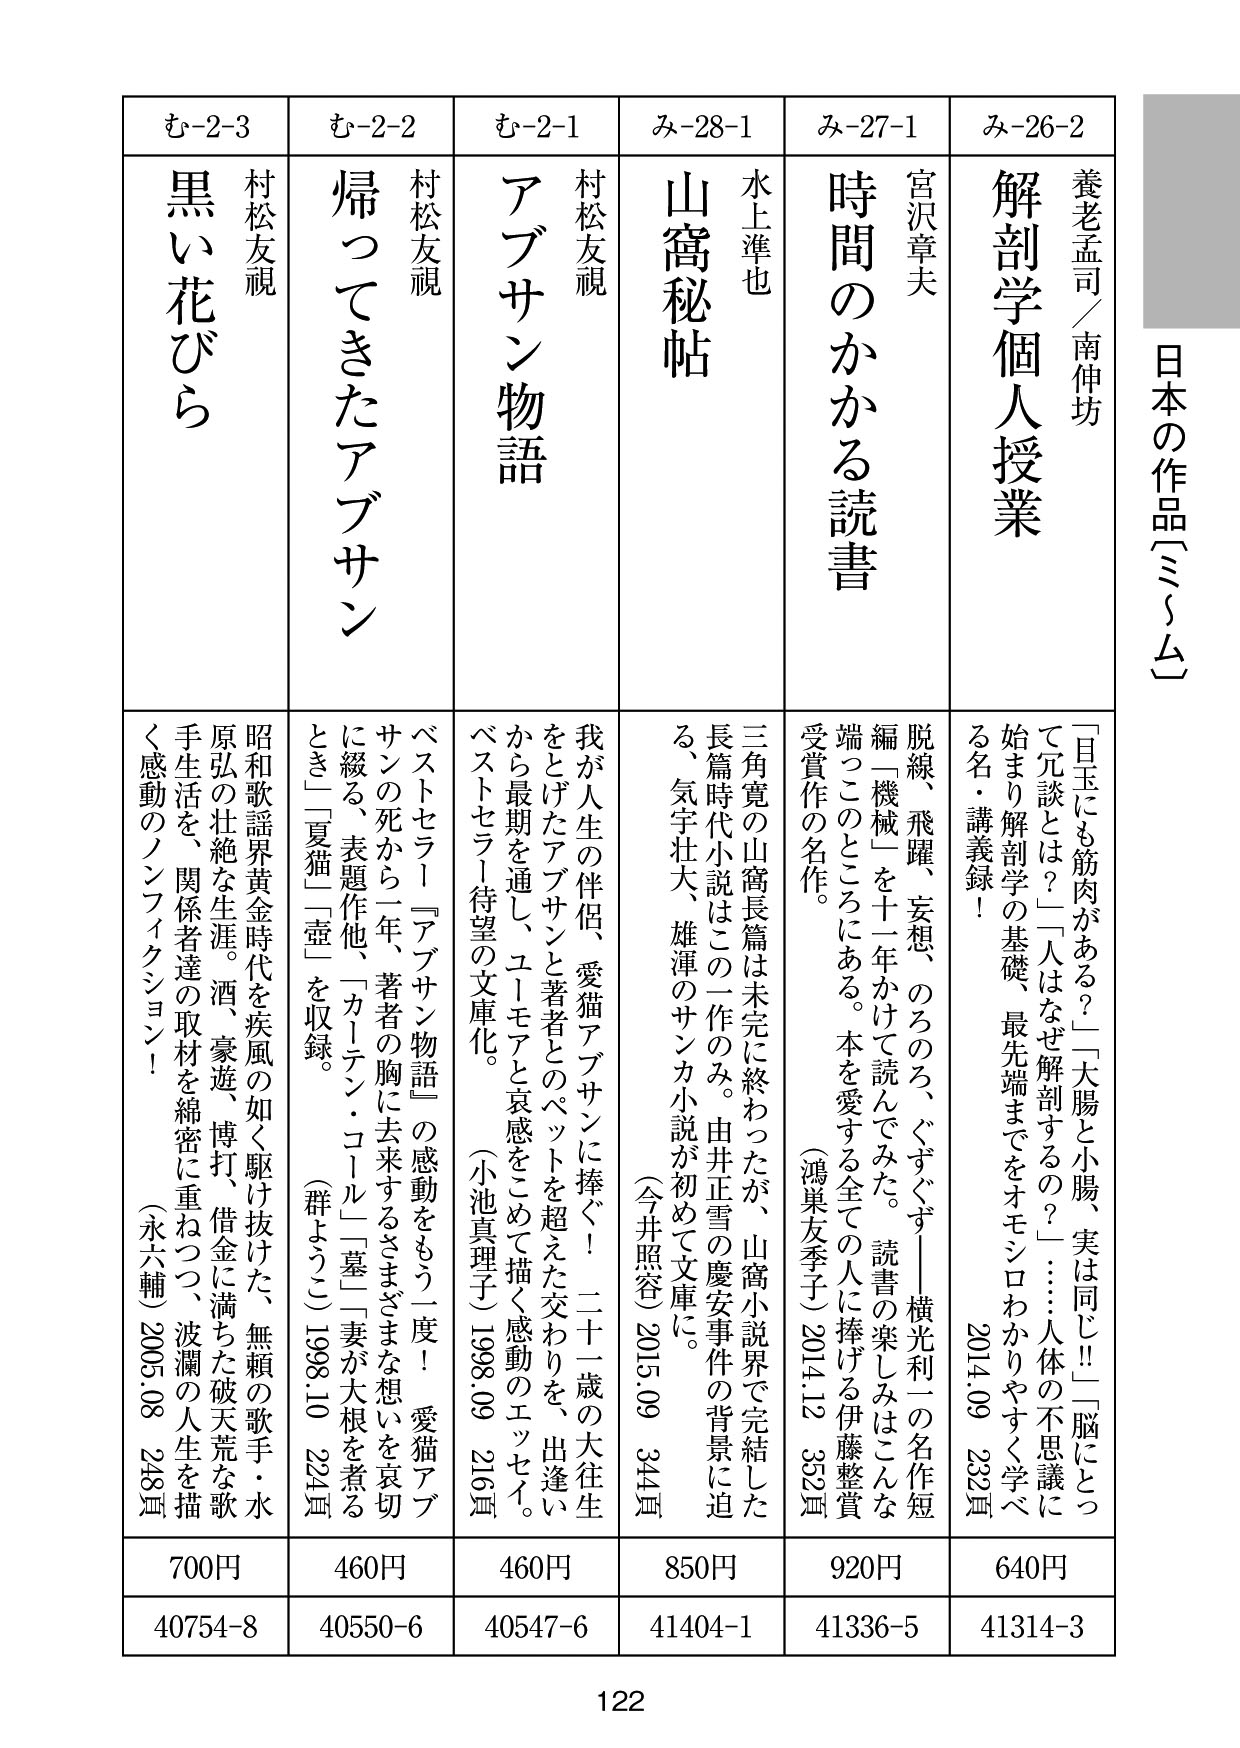 日本の作品〔ミ〜ム〕
み-26-2
養老孟司／南伸坊
解剖学個人授業
「目玉にも筋肉がある？」「大腸と小腸、実は同じ!!」「脳にとっ
て冗談とは？」「人はなぜ解剖するの？」……人体の不思議に
始まり解剖学の基礎、最先端までをオモシロわかりやすく学べ
る名・講義録！
2014.09 232頁
640円
41314-3
み-27-1
宮沢章夫
時間のかかる読書
脱線、飛躍、妄想、のろのろ、ぐずぐず――横光利一の名作短
編「機械」を十一年かけて読んでみた。読書の楽しみはこんな
端っこのところにある。本を愛する全ての人に捧げる伊藤整賞
受賞作の名作。
（鴻巣友季子）2014.12 352頁
920円
41336-5
み-28-1
水上準也
山窩秘帖
三角寛の山窩長篇は未完に終わったが、山窩小説界で完結した
長篇時代小説はこの一作のみ。由井正雪の慶安事件の背景に迫
る、気宇壮大、雄渾のサンカ小説が初めて文庫に。
（今井照容）2015.09 344頁
850円
41404-1
む-2-1
村松友視
アブサン物語
我が人生の伴侶、愛猫アブサンに捧ぐ！ 二十一歳の大往生
をとげたアブサンと著者とのペットを超えた交わりを、出逢い
から最期を通し、ユーモアと哀感をこめて描く感動のエッセイ。
ベストセラー待望の文庫化。
（小池真理子）1998.09 216頁
460円
40547-6
む-2-2
村松友視
帰ってきたアブサン
ベストセラー『アブサン物語』の感動をもう一度！ 愛猫アブ
サンの死から一年、著者の胸に去来するさまざまな想いを哀切
に綴る、表題作他、「カーテン・コール」「墓」「妻が大根を煮る
とき」「夏猫」「壺」を収録。
（群ようこ）1998.10 224頁
460円
40550-6
む-2-3
村松友視
黒い花びら
昭和歌謡界黄金時代を疾風の如く駆け抜けた、無頼の歌手・水
原弘の壮絶な生涯。酒、豪遊、博打、借金に満ちた破天荒な歌
手生活を、関係者達の取材を綿密に重ねつつ、波瀾の人生を描
く感動のノンフィクション！
（永六輔）2005.08 248頁
700円
40754-8
122